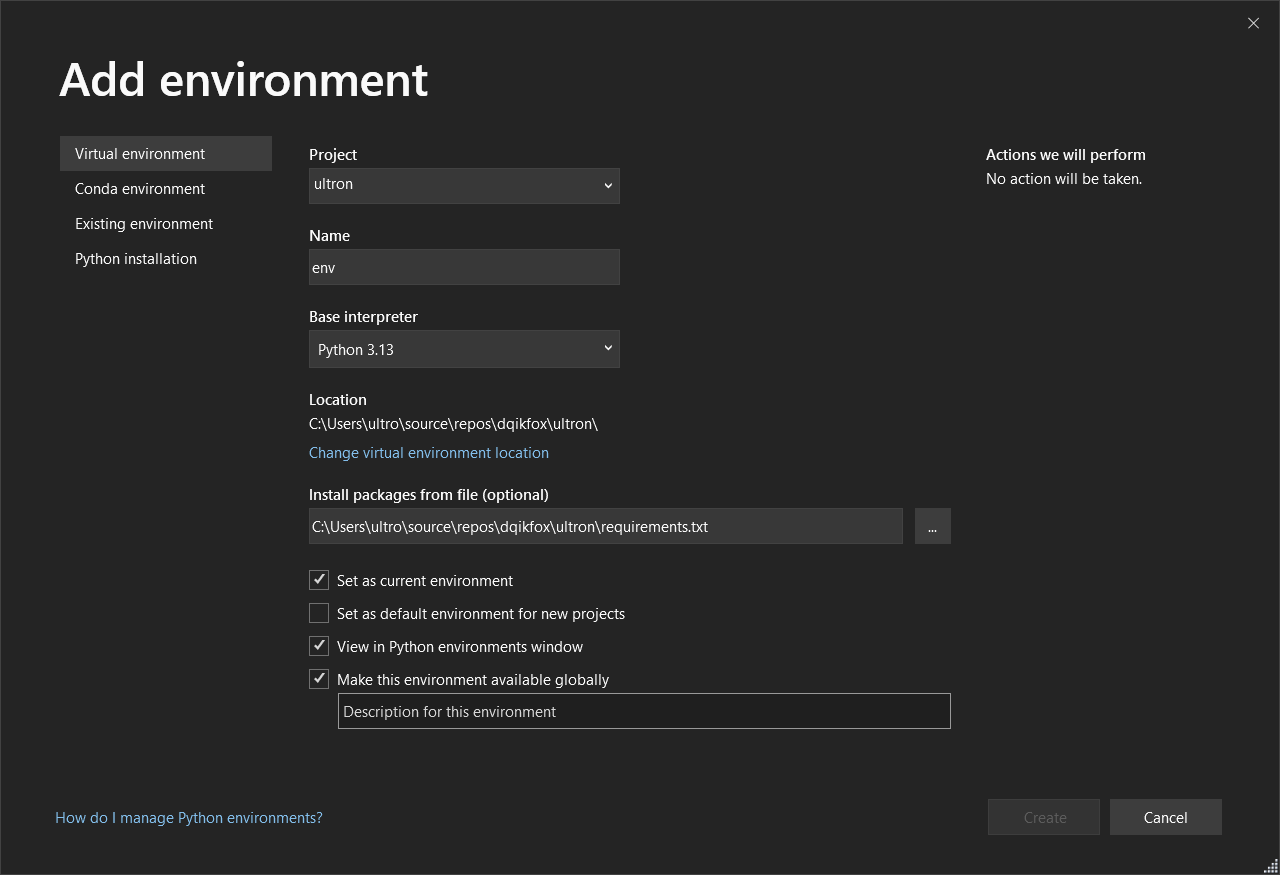 Add environment
Virtual environment
Conda environment
Existing environment
Python installation
Project
ultron
Name
env
Base interpreter
Python 3.13
Location
C:\Users\ultro\source\repos\dqikfox\ultron\
Change virtual environment location
Install packages from file (optional)
C:\Users\ultro\source\repos\dqikfox\ultron\requirements.txt
...
Set as current environment
Set as default environment for new projects
View in Python environments window
Make this environment available globally
Description for this environment
Actions we will perform
No action will be taken.
How do I manage Python environments?
Create
Cancel